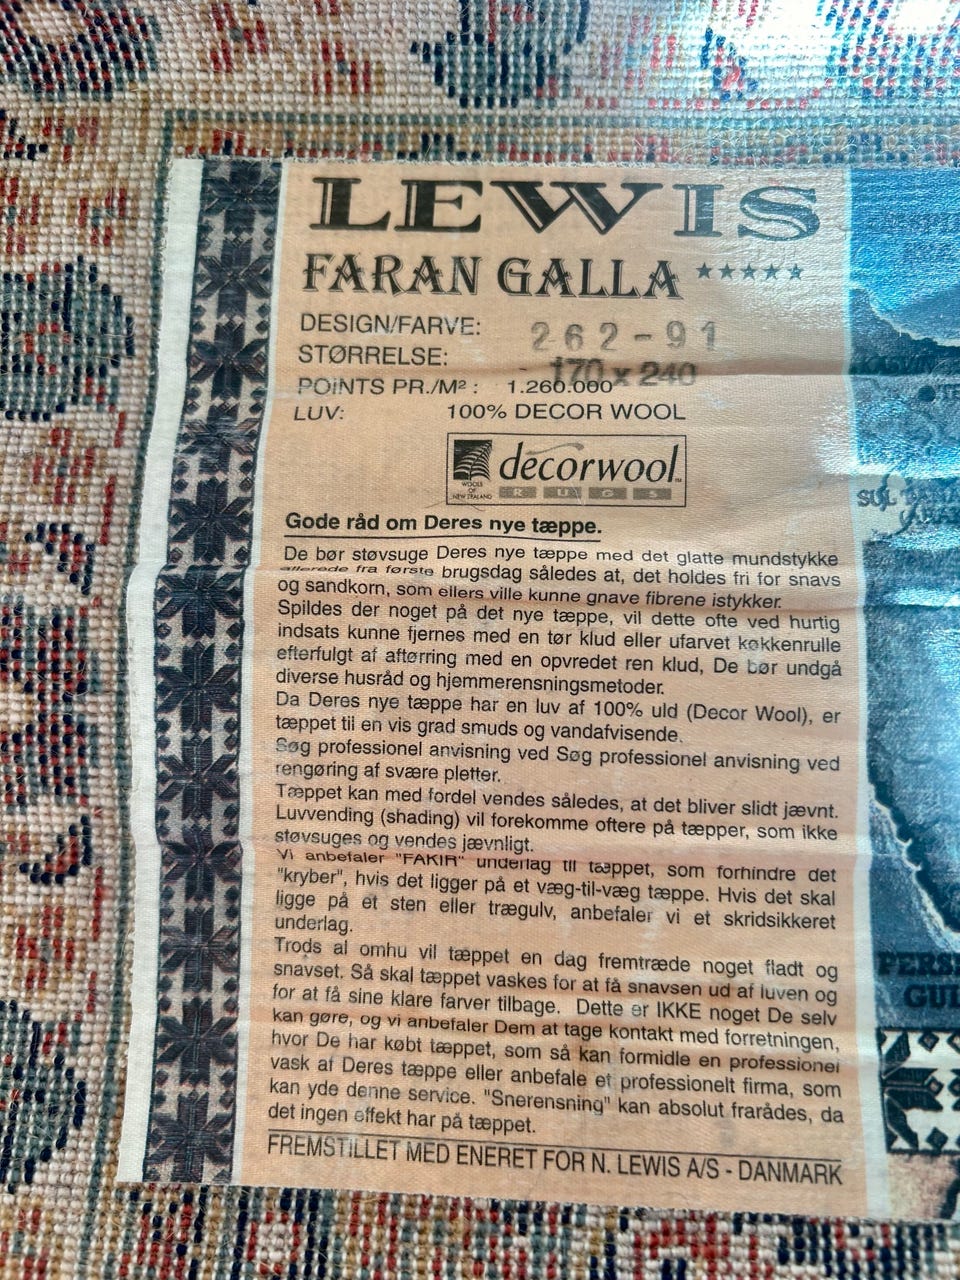 LEWIS
FARAN GALLA *****
DESIGN/FARVE: 262-91
STØRRELSE: 170 x 240
POINTS PR./M²: 1.260.000
LUV: 100% DECOR WOOL
decorwool™
WOOLS
OF
NEW ZEALAND
RUGS
Gode råd om Deres nye tæppe.
De bør støvsuge Deres nye tæppe med det glatte mundstykke
allerede fra første brugsdag således at, det holdes fri for snavs
og sandkorn, som ellers ville kunne gnave fibrene istykker.
Spildes der noget på det nye tæppe, vil dette ofte ved hurtig
indsats kunne fjernes med en tør klud eller ufarvet køkkenrulle
efterfulgt af aftørring med en opvredet ren klud, De bør undgå
diverse husråd og hjemmerensningsmetoder.
Da Deres nye tæppe har en luv af 100% uld (Decor Wool), er
tæppet til en vis grad smuds og vandafvisende.
Søg professionel anvisning ved Søg professionel anvisning ved
rengøring af svære pletter.
Tæppet kan med fordel vendes således, at det bliver slidt jævnt.
Luvvending (shading) vil forekomme oftere på tæpper, som ikke
støvsuges og vendes jævnligt.
Vi anbefaler "FAKIR" underlag til tæppet, som forhindre det
"kryber", hvis det ligger på et væg-til-væg tæppe. Hvis det skal
ligge på et sten eller trægulv, anbefaler vi et skridsikkeret
underlag.
Trods al omhu vil tæppet en dag fremtræde noget fladt og
snavset. Så skal tæppet vaskes for at få snavsen ud af luven og
for at få sine klare farver tilbage. Dette er IKKE noget De selv
kan gøre, og vi anbefaler Dem at tage kontakt med forretningen,
hvor De har købt tæppet, som så kan formidle en professionel
vask af Deres tæppe eller anbefale et professionelt firma, som
kan yde denne service. "Snerensning" kan absolut frarådes, da
det ingen effekt har på tæppet.
FREMSTILLET MED ENERET FOR N. LEWIS A/S - DANMARK